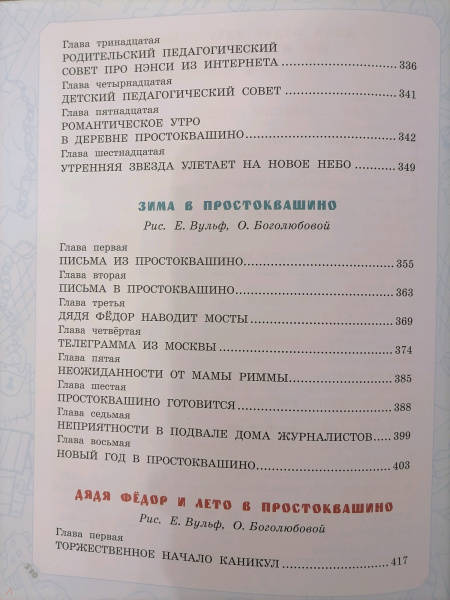 Глава тринадцатая
РОДИТЕЛЬСКИЙ ПЕДАГОГИЧЕСКИЙ
СОВЕТ ПРО НЭНСИ ИЗ ИНТЕРНЕТА 336
Глава четырнадцатая
ДЕТСКИЙ ПЕДАГОГИЧЕСКИЙ СОВЕТ 341
Глава пятнадцатая
РОМАНТИЧЕСКОЕ УТРО
В ДЕРЕВНЕ ПРОСТОКВАШИНО 342
Глава шестнадцатая
УТРЕННЯЯ ЗВЕЗДА УЛЕТАЕТ НА НОВОЕ НЕБО 349
ЗИМА В ПРОСТОКВАШИНО
Рис. Е. Вульф, О. Боголюбовой
Глава первая
ПИСЬМА ИЗ ПРОСТОКВАШИНО 355
Глава вторая
ПИСЬМА В ПРОСТОКВАШИНО 363
Глава третья
ДЯДЯ ФЁДОР НАВОДИТ МОСТЫ 369
Глава четвёртая
ТЕЛЕГРАММА ИЗ МОСКВЫ 374
Глава пятая
НЕОЖИДАННОСТИ ОТ МАМЫ РИММЫ 385
Глава шестая
ПРОСТОКВАШИНО ГОТОВИТСЯ 388
Глава седьмая
НЕПРИЯТНОСТИ В ПОДВАЛЕ ДОМА ЖУРНАЛИСТОВ 399
Глава восьмая
НОВЫЙ ГОД В ПРОСТОКВАШИНО 403
ДЯДЯ ФЁДОР И ЛЕТО В ПРОСТОКВАШИНО
Рис. Е. Вульф, О. Боголюбовой
Глава первая
ТОРЖЕСТВЕННОЕ НАЧАЛО КАНИКУЛ 417